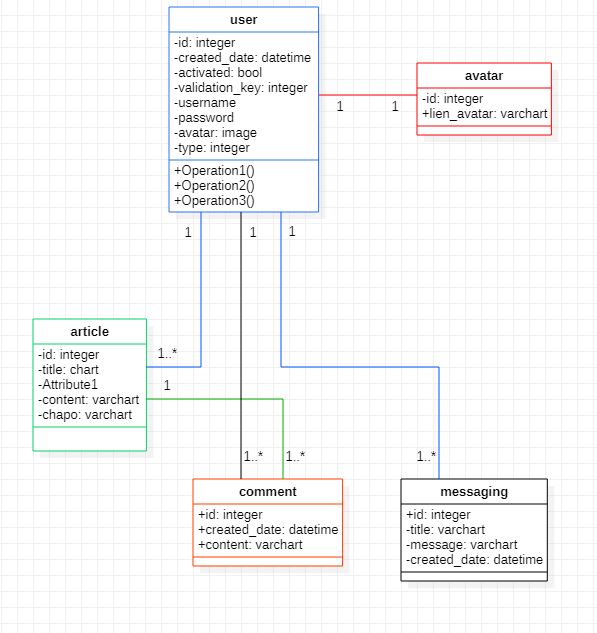 user
-id: integer
-created_date: datetime
-activated: bool
-validation_key: integer
-username
-password
-avatar: image
-type: integer
+Operation1()
+Operation2()
+Operation3()
avatar
-id: integer
+lien_avatar: varchart
1
1
1
1
1
article
-id: integer
-title: chart
-Attribute1
-content: varchart
-chapo: varchart
1..*
1
1..*
1..*
1..*
comment
+id: integer
+created_date: datetime
+content: varchart
messaging
+id: integer
-title: varchart
-message: varchart
-created_date: datetime